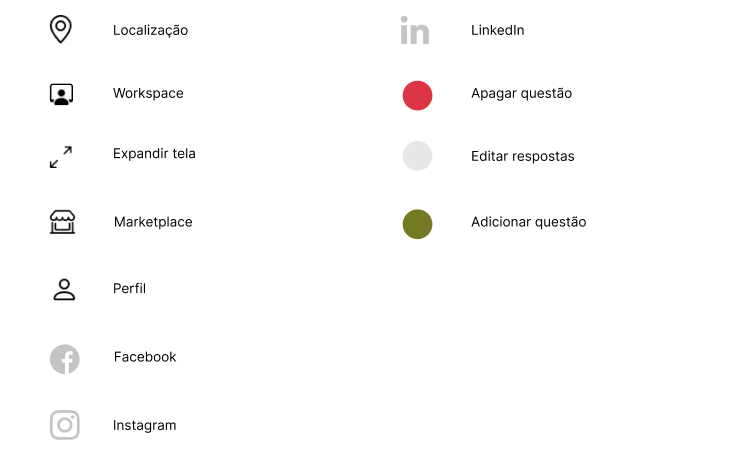 Localização
Workspace
Expandir tela
Marketplace
Perfil
Facebook
Instagram
LinkedIn
Apagar questão
Editar respostas
Adicionar questão